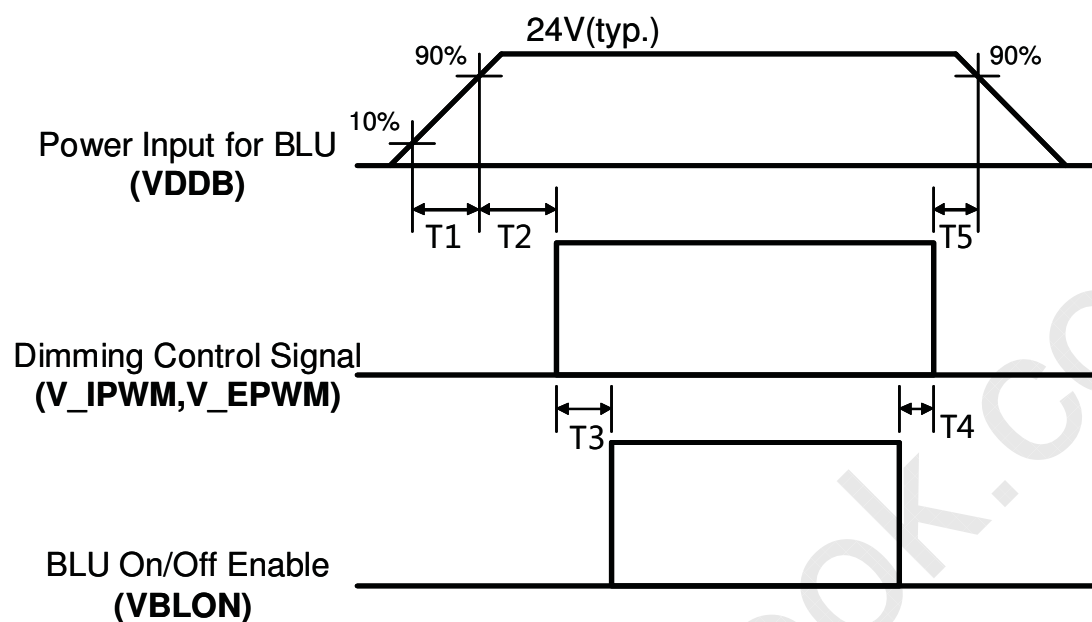 24V(typ.)
90%
90%
10%
Power Input for BLU
(VDDB)
T1
T2
T5
Dimming Control Signal
(V_IPWM,V_EPWM)
T3
T4
BLU On/Off Enable
(VBLON)